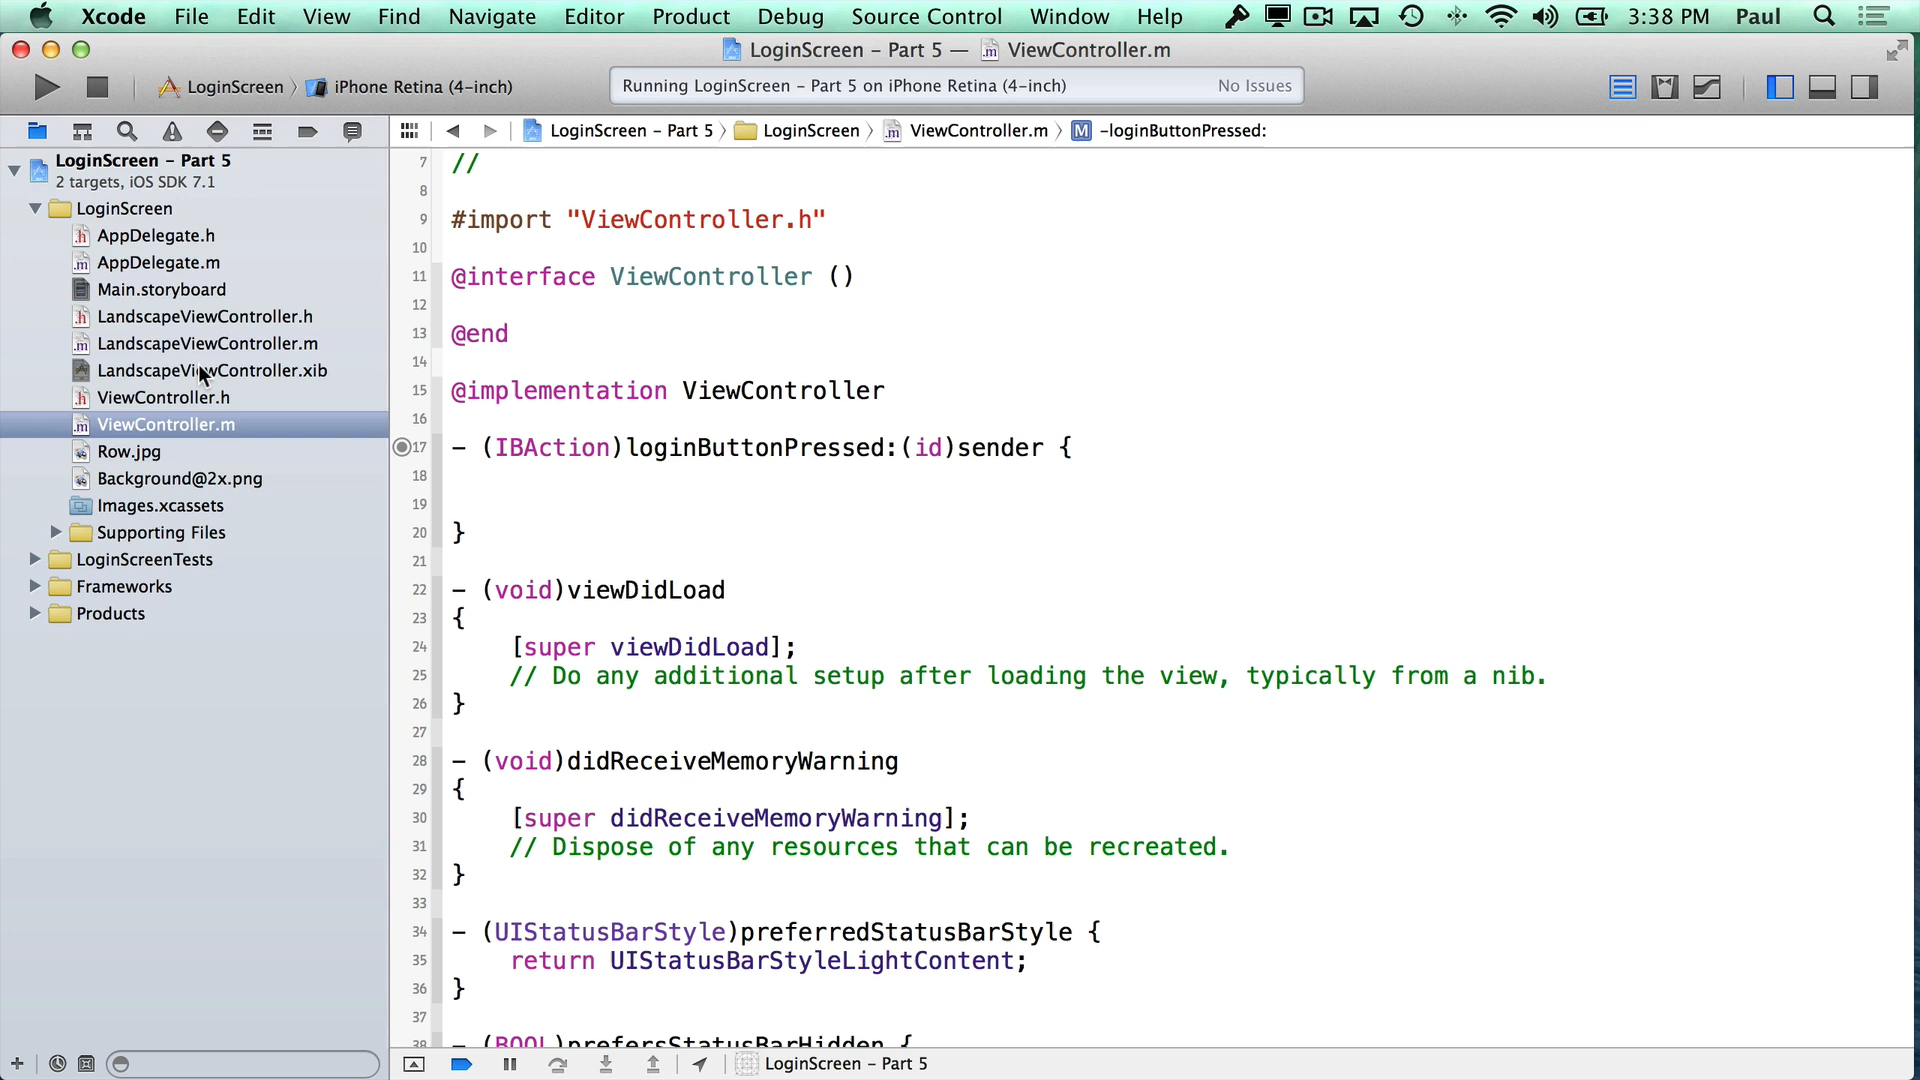 Xcode File Edit View Find Navigate Editor Product Debug Source Control Window Help 3:38 PM Paul
LoginScreen - Part 5 — ViewController.m
LoginScreen iPhone Retina (4-inch)
Running LoginScreen - Part 5 on iPhone Retina (4-inch) No Issues
LoginScreen - Part 5 LoginScreen ViewController.m M -loginButtonPressed:
LoginScreen - Part 5
2 targets, iOS SDK 7.1
LoginScreen
AppDelegate.h
AppDelegate.m
Main.storyboard
LandscapeViewController.h
LandscapeViewController.m
LandscapeViewController.xib
ViewController.h
ViewController.m
Row.jpg
Background@2x.png
Images.xcassets
Supporting Files
LoginScreenTests
Frameworks
Products
7 //
8
9 #import "ViewController.h"
10
11 @interface ViewController ()
12
13 @end
14
15 @implementation ViewController
16
17 - (IBAction)loginButtonPressed:(id)sender {
18
19
20 }
21
22 - (void)viewDidLoad
23 {
24 [super viewDidLoad];
25 // Do any additional setup after loading the view, typically from a nib.
26 }
27
28 - (void)didReceiveMemoryWarning
29 {
30 [super didReceiveMemoryWarning];
31 // Dispose of any resources that can be recreated.
32 }
33
34 - (UIStatusBarStyle)preferredStatusBarStyle {
35 return UIStatusBarStyleLightContent;
36 }
37
38 - (BOOL)prefersStatusBarHidden {
LoginScreen - Part 5